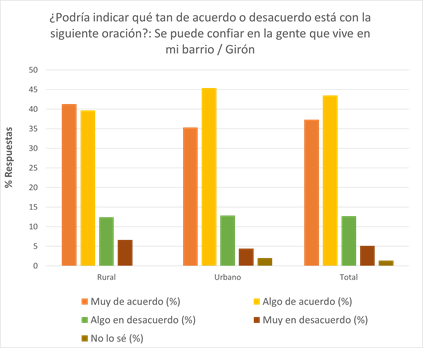 ¿Podría indicar qué tan de acuerdo o desacuerdo está con la
siguiente oración?: Se puede confiar en la gente que vive en
mi barrio / Girón
50
45
40
35
30
25
20
15
10
5
0
% Respuestas
Rural Urbano Total
Muy de acuerdo (%) Algo de acuerdo (%)
Algo en desacuerdo (%) Muy en desacuerdo (%)
No lo sé (%)